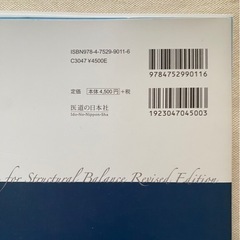 ISBN978-4-7529-9011-6
C3047 ¥4500E
定価 本体 4,500円 +税
医道の日本社
Ido-No-Nippon-Sha
9784752990116
1923047045003
for Structural Balance Revised Edition